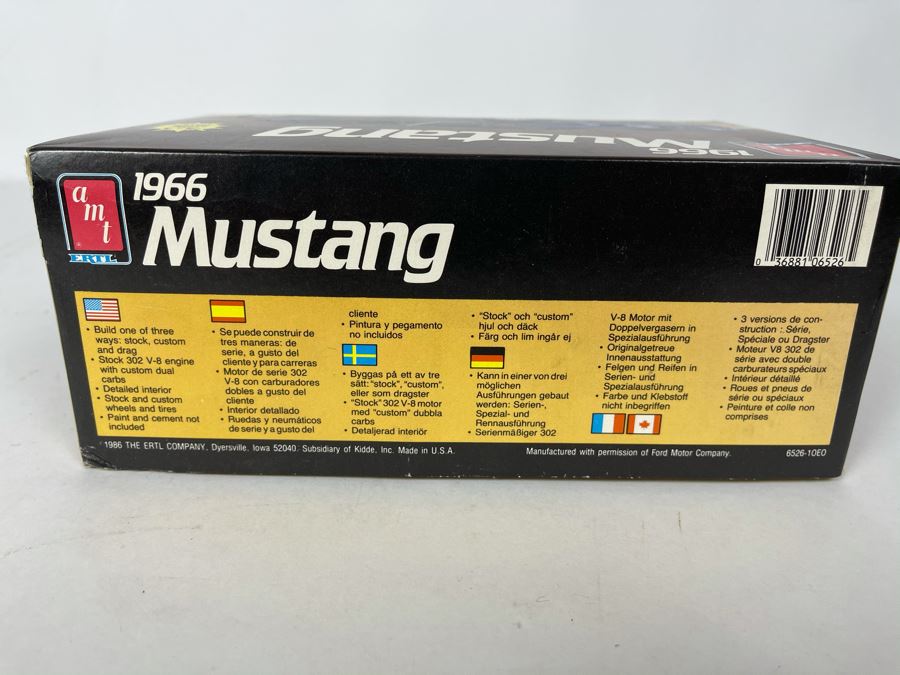 Mustang
1966
amt
ERTL
1966
Mustang
0 36881 06526
• Build one of three
ways: stock, custom
and drag
• Stock 302 V-8 engine
with custom dual
carbs
• Detailed interior
• Stock and custom
wheels and tires
• Paint and cement not
included
• Se puede construir de
tres maneras: de
serie, a gusto del
cliente y para carreras
• Motor de serie 302
V-8 con carburadores
dobles a gusto del
cliente
• Interior detallado
• Ruedas y neumáticos
de serie y a gusto del
cliente
• Pintura y pegamento
no incluidos
• Byggas på ett av tre
sätt: "stock", "custom",
eller som dragster
• "Stock" 302 V-8 motor
med "custom" dubbla
carbs
• Detaljerad interiör
• "Stock" och "custom"
hjul och däck
• Färg och lim ingår ej
• Kann in einer von drei
möglichen
Ausführungen gebaut
werden: Serien-,
Spezial- und
Rennausführung
• Serienmäßiger 302
V-8 Motor mit
Doppelvergasern in
Spezialausführung
• Originalgetreue
Innenausstattung
• Felgen und Reifen in
Serien- und
Spezialausführung
• Farbe und Klebstoff
nicht inbegriffen
• 3 versions de con-
struction : Série,
Spéciale ou Dragster
• Moteur V8 302 de
série avec double
carburateurs spéciaux
• Intérieur détaillé
• Roues et pneus de
série ou spéciaux
• Peinture et colle non
comprises
1986 THE ERTL COMPANY, Dyersville, Iowa 52040. Subsidiary of Kidde, Inc. Made in U.S.A.
Manufactured with permission of Ford Motor Company.
6526-10EO